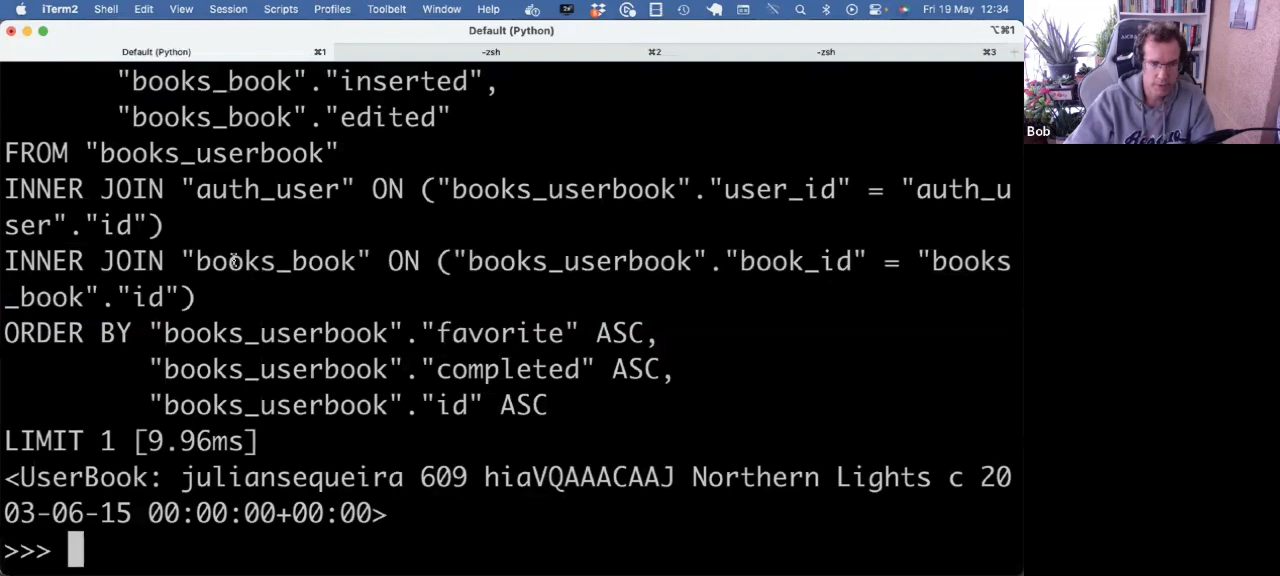 iTerm2 Shell Edit View Session Scripts Profiles Toolbelt Window Help Fri 19 May 12:34
Default (Python) ⌥⌘1
Default (Python) ⌘1 -zsh ⌘2 -zsh ⌘3
"books_book"."inserted",
"books_book"."edited"
FROM "books_userbook"
INNER JOIN "auth_user" ON ("books_userbook"."user_id" = "auth_u
ser"."id")
INNER JOIN "books_book" ON ("books_userbook"."book_id" = "books
_book"."id")
ORDER BY "books_userbook"."favorite" ASC,
"books_userbook"."completed" ASC,
"books_userbook"."id" ASC
LIMIT 1 [9.96ms]
<UserBook: juliansequeira 609 hiaVQAAACAAJ Northern Lights c 20
03-06-15 00:00:00+00:00>
>>>
Bob